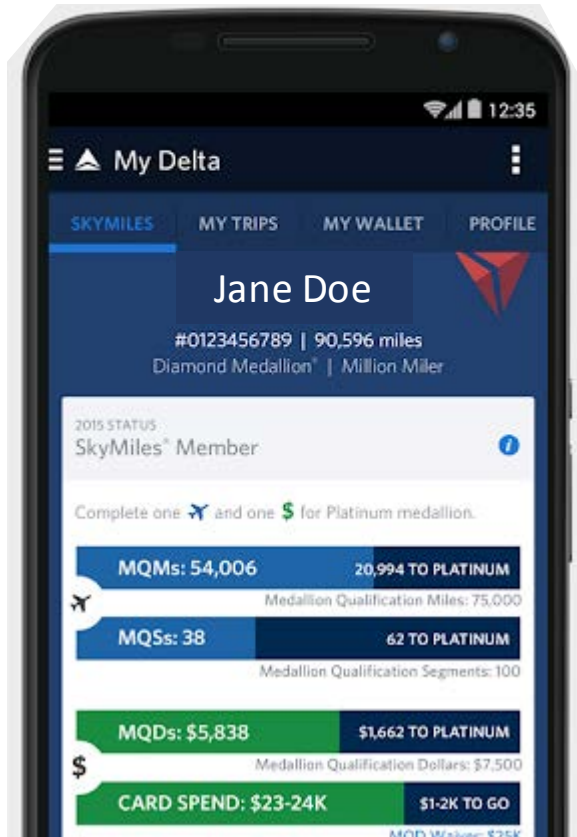 12:35
My Delta
SKYMILES MY TRIPS MY WALLET PROFILE
Jane Doe
#0123456789 | 90,596 miles
Diamond Medallion® | Million Miler
2015 STATUS
SkyMiles® Member
Complete one and one $ for Platinum medallion.
MQMs: 54,006 20,994 TO PLATINUM
Medallion Qualification Miles: 75,000
MQSs: 38 62 TO PLATINUM
Medallion Qualification Segments: 100
MQDs: $5,838 $1,662 TO PLATINUM
$
Medallion Qualification Dollars: $7,500
CARD SPEND: $23-24K $1-2K TO GO
MQD Waiver: $25K